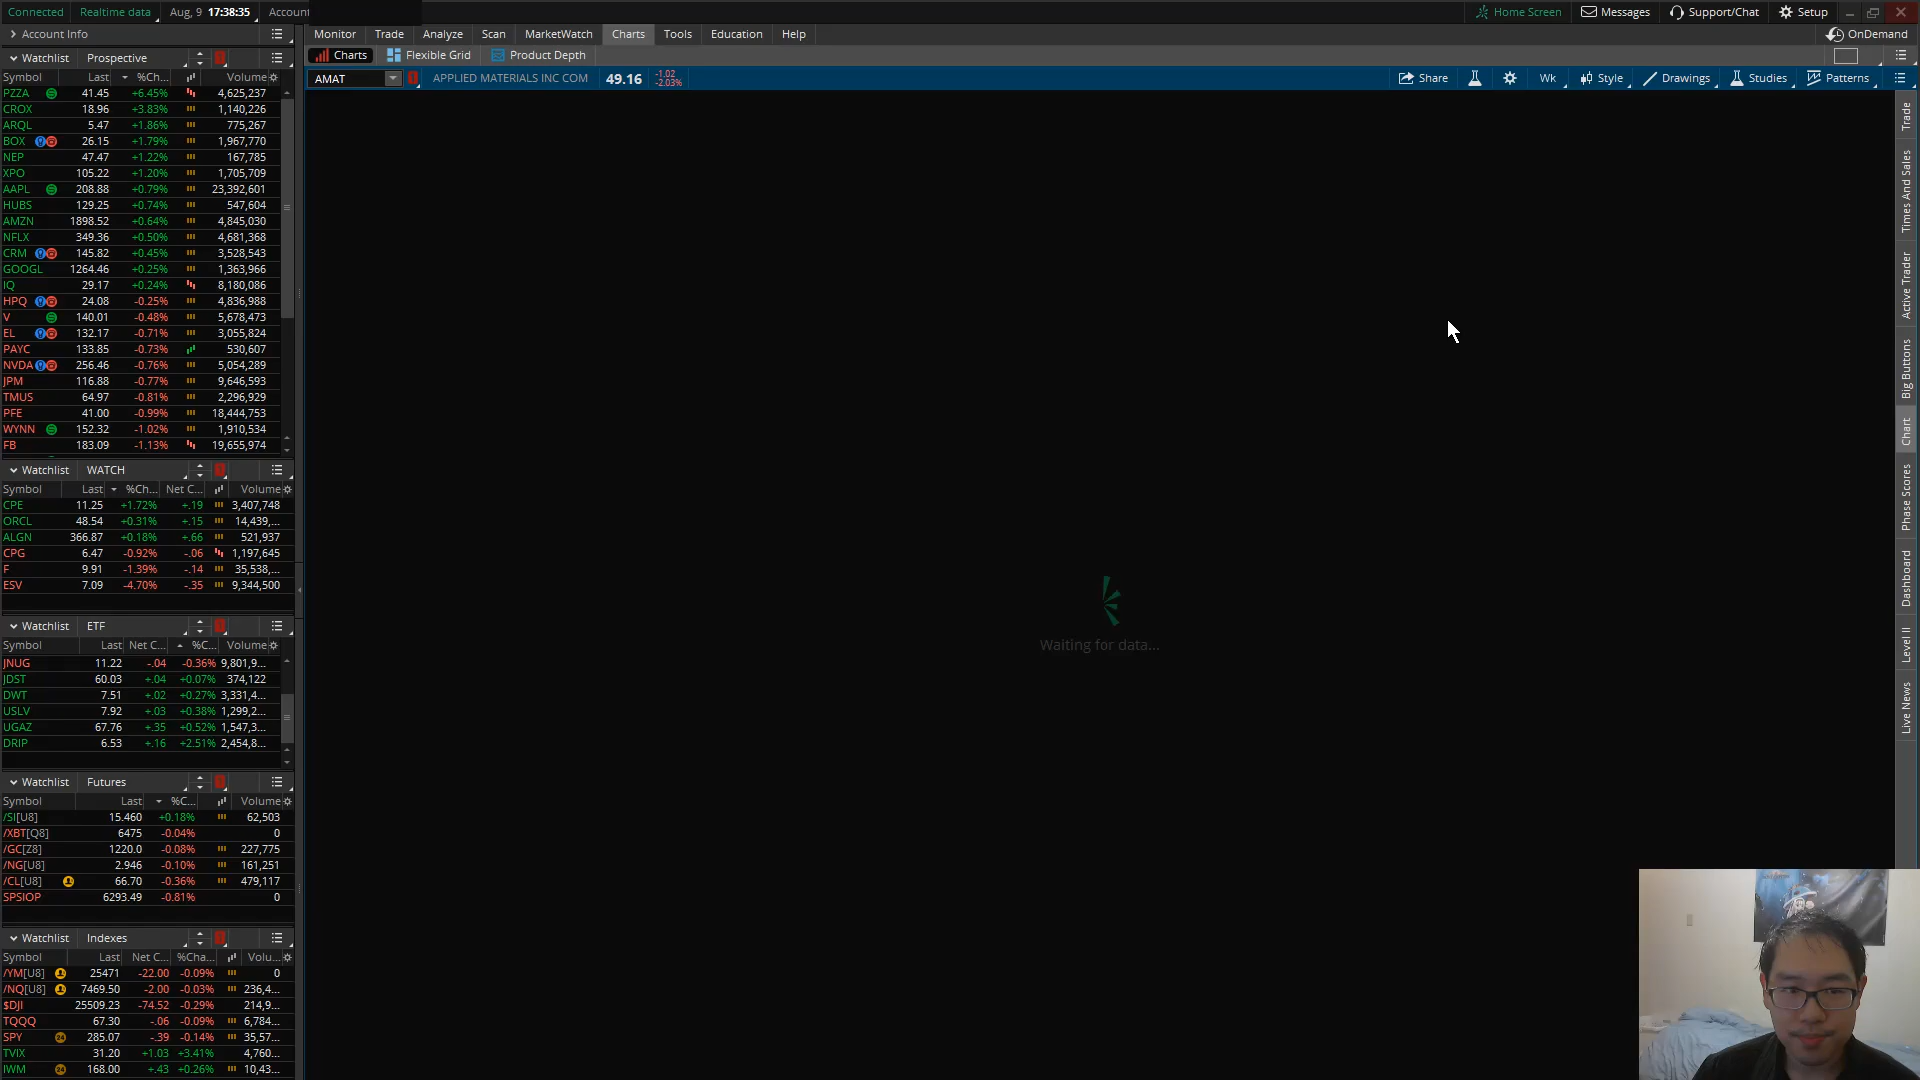 Connected Realtime data Aug, 9 17:38:35 Account Home Screen Messages Support/Chat Setup
Account Info Monitor Trade Analyze Scan MarketWatch Charts Tools Education Help OnDemand
Charts Flexible Grid Product Depth
AMAT APPLIED MATERIALS INC COM 49.16 -1.02 -2.03% Share Wk Style Drawings Studies Patterns
Watchlist Prospective
Symbol Last %Ch... Volume
PZZA 41.45 +6.45% 4,625,237
CROX 18.96 +3.83% 1,140,226
ARQL 5.47 +1.86% 775,267
BOX 26.15 +1.79% 1,967,770
NEP 47.47 +1.22% 167,785
XPO 105.22 +1.20% 1,705,709
AAPL 208.88 +0.79% 23,392,601
HUBS 129.25 +0.74% 547,604
AMZN 1898.52 +0.64% 4,845,030
NFLX 349.36 +0.50% 4,681,368
CRM 145.82 +0.45% 3,528,543
GOOGL 1264.46 +0.25% 1,363,966
IQ 29.17 +0.24% 8,180,086
HPQ 24.08 -0.25% 4,836,988
V 140.01 -0.48% 5,678,473
EL 132.17 -0.71% 3,055,824
PAYC 133.85 -0.73% 530,607
NVDA 256.46 -0.76% 5,054,289
JPM 116.88 -0.77% 9,646,593
TMUS 64.97 -0.81% 2,296,929
PFE 41.00 -0.99% 18,444,753
WYNN 152.32 -1.02% 1,910,534
FB 183.09 -1.13% 19,655,974
Watchlist WATCH
Symbol Last %Ch... Net C... Volume
CPE 11.25 +1.72% +.19 3,407,748
ORCL 48.54 +0.31% +.15 14,439,...
ALGN 366.87 +0.18% +.66 521,937
CPG 6.47 -0.92% -.06 1,197,645
F 9.91 -1.39% -.14 35,538,...
ESV 7.09 -4.70% -.35 9,344,500
Watchlist ETF
Symbol Last Net C... %C... Volume
JNUG 11.22 -.04 -0.36% 9,801,9...
JDST 60.03 +.04 +0.07% 374,122
DWT 7.51 +.02 +0.27% 3,331,4...
USLV 7.92 +.03 +0.38% 1,299,2...
UGAZ 67.76 +.35 +0.52% 1,547,3...
DRIP 6.53 +.16 +2.51% 2,454,8...
Watchlist Futures
Symbol Last %C... Volume
/SI[U8] 15.460 +0.18% 62,503
/XBT[Q8] 6475 -0.04% 0
/GC[Z8] 1220.0 -0.08% 227,775
/NG[U8] 2.946 -0.10% 161,251
/CL[U8] 66.70 -0.36% 479,117
SPSIOP 6293.49 -0.81% 0
Watchlist Indexes
Symbol Last Net C... %Cha... Volu...
/YM[U8] 25471 -22.00 -0.09% 0
/NQ[U8] 7469.50 -2.00 -0.03% 236,4...
$DJI 25509.23 -74.52 -0.29% 214,9...
TQQQ 67.30 -.06 -0.09% 6,784...
SPY 24 285.07 -.39 -0.14% 35,57...
TVIX 31.20 +1.03 +3.41% 4,760...
IWM 24 168.00 +.43 +0.26% 10,43...
Waiting for data...
Trade
Times And Sales
Active Trader
Big Buttons
Chart
Phase Scores
Dashboard
Level II
Live News